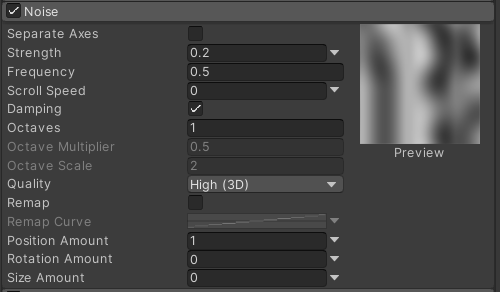 Noise
Separate Axes
Strength 0.2
Frequency 0.5
Scroll Speed 0
Damping
Octaves 1
Octave Multiplier 0.5
Octave Scale 2
Quality High (3D)
Remap
Remap Curve
Position Amount 1
Rotation Amount 0
Size Amount 0
Preview